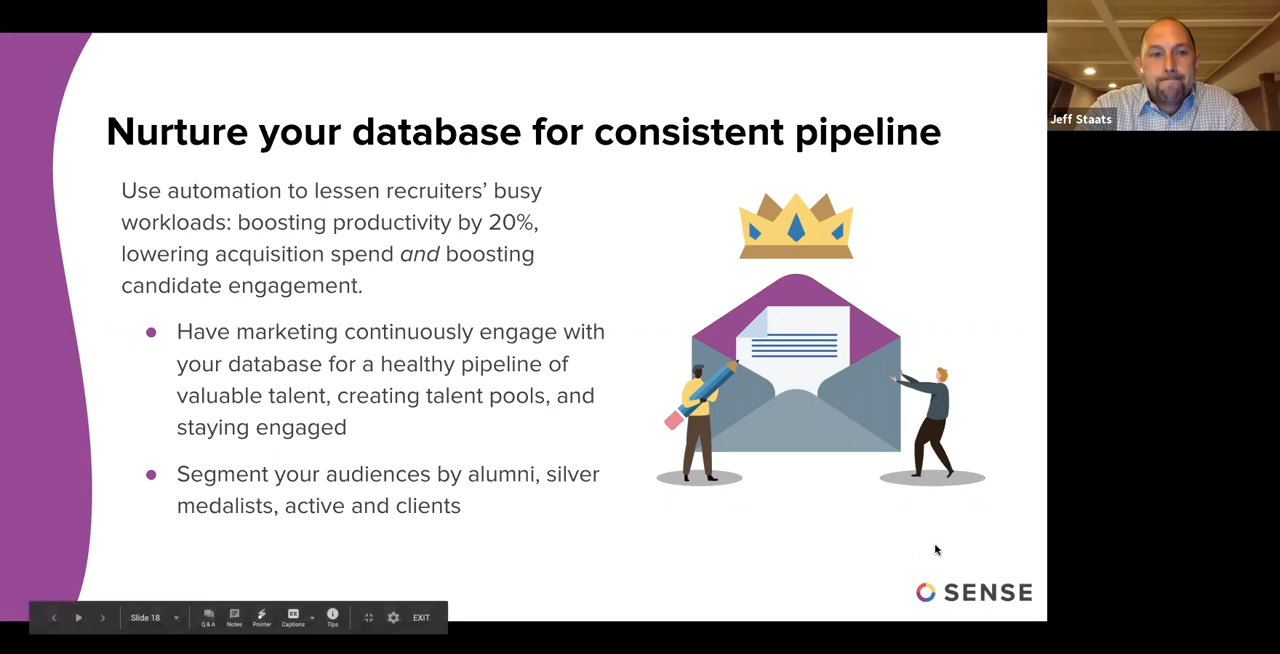 Nurture your database for consistent pipeline
Use automation to lessen recruiters’ busy
workloads: boosting productivity by 20%,
lowering acquisition spend and boosting
candidate engagement.
● Have marketing continuously engage with
your database for a healthy pipeline of
valuable talent, creating talent pools, and
staying engaged
● Segment your audiences by alumni, silver
medalists, active and clients
SENSE
Jeff Staats
Slide 18
Q & A
Notes
Pointer
CC
Captions
Tips
EXIT